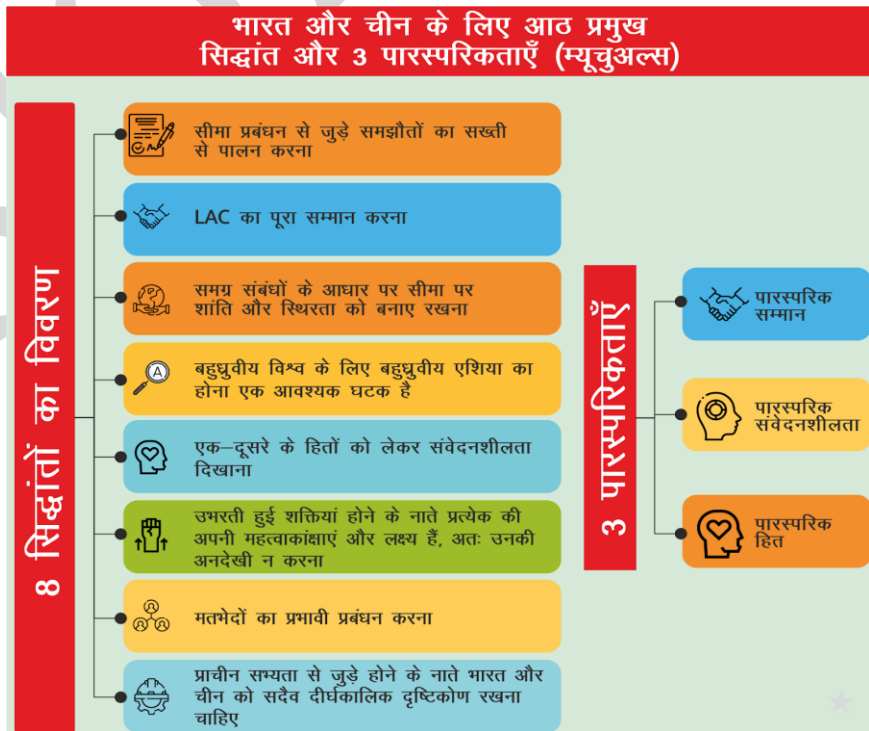 भारत और चीन के लिए आठ प्रमुख
सिद्धांत और 3 पारस्परिकताएँ (म्यूचुअल्स)
8 सिद्धांतों का विवरण
सीमा प्रबंधन से जुड़े समझौतों का सख्ती
से पालन करना
LAC का पूरा सम्मान करना
समग्र संबंधों के आधार पर सीमा पर
शांति और स्थिरता को बनाए रखना
बहुध्रुवीय विश्व के लिए बहुध्रुवीय एशिया का
होना एक आवश्यक घटक है
एक–दूसरे के हितों को लेकर संवेदनशीलता
दिखाना
उभरती हुई शक्तियां होने के नाते प्रत्येक की
अपनी महत्वाकांक्षाएं और लक्ष्य हैं, अतः उनकी
अनदेखी न करना
मतभेदों का प्रभावी प्रबंधन करना
प्राचीन सभ्यता से जुड़े होने के नाते भारत और
चीन को सदैव दीर्घकालिक दृष्टिकोण रखना
चाहिए
3 पारस्परिकताएँ
पारस्परिक
सम्मान
पारस्परिक
संवेदनशीलता
पारस्परिक
हित